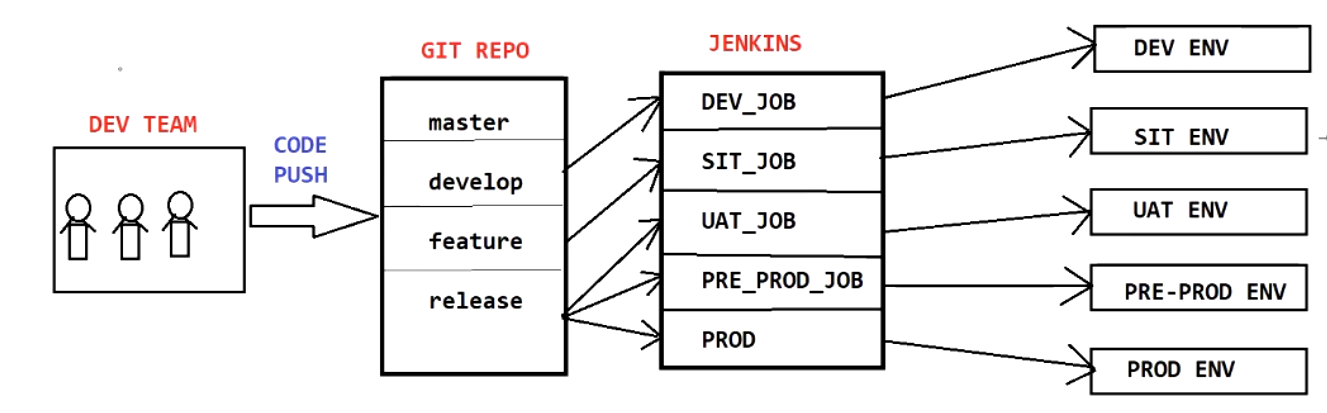 DEV TEAM
CODE
PUSH
GIT REPO
master
develop
feature
release
JENKINS
DEV_JOB
SIT_JOB
UAT_JOB
PRE_PROD_JOB
PROD
DEV ENV
SIT ENV
UAT ENV
PRE-PROD ENV
PROD ENV